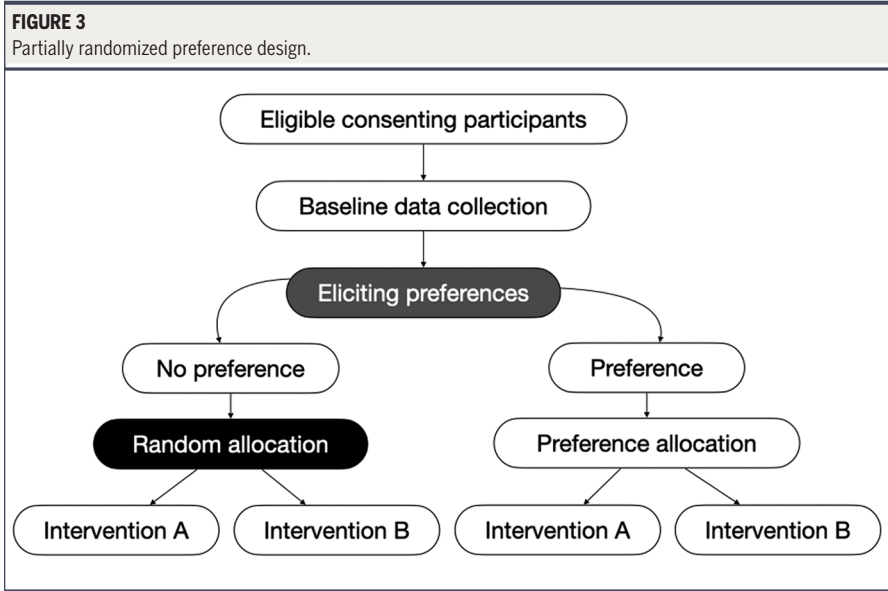 FIGURE 3
Partially randomized preference design.
Eligible consenting participants
Baseline data collection
Eliciting preferences
No preference
Preference
Random allocation
Preference allocation
Intervention A
Intervention B
Intervention A
Intervention B